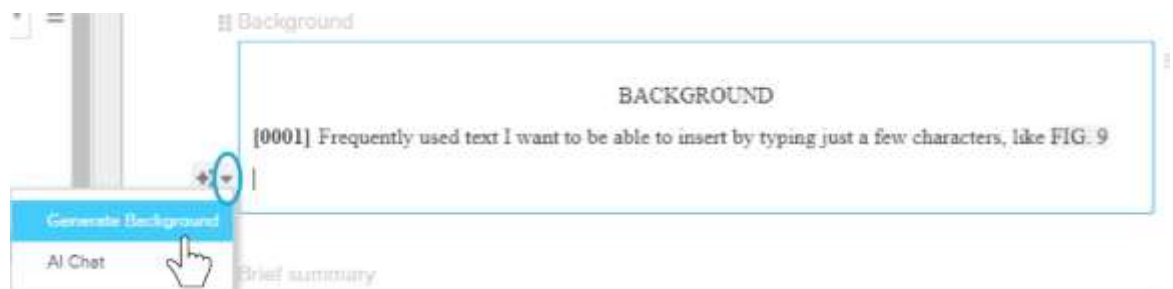 Background
BACKGROUND
[0001] Frequently used text I want to be able to insert by typing just a few characters, like FIG. 9
Generate Background
AI Chat
Brief summary